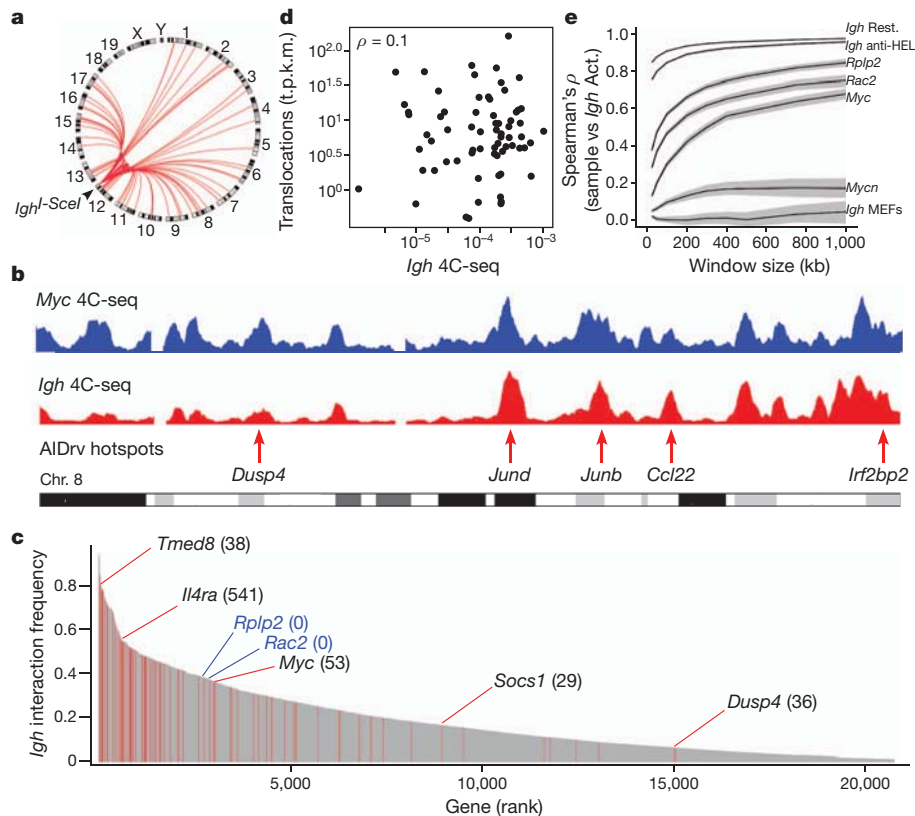 a
Y
1
2
3
4
5
6
7
8
9
10
11
12
13
14
15
16
17
18
19
X
IghI-SceI
d
Translocations (t.p.k.m.)
ρ = 0.1
10^2.0
10^1.5
10^1.0
10^0.5
10^0
10^−5
10^−4
10^−3
Igh 4C-seq
e
Spearman's ρ
(sample vs Igh Act.)
1.0
0.8
0.6
0.4
0.2
0.0
Igh Rest.
Igh anti-HEL
Rplp2
Rac2
Myc
Mycn
Igh MEFs
0
200
400
600
800
1,000
Window size (kb)
b
Myc 4C-seq
Igh 4C-seq
AIDrv hotspots
Dusp4
Jund
Junb
Ccl22
Irf2bp2
Chr. 8
c
Igh interaction frequency
0.8
0.6
0.4
0.2
0
Tmed8 (38)
Il4ra (541)
Rplp2 (0)
Rac2 (0)
Myc (53)
Socs1 (29)
Dusp4 (36)
5,000
10,000
15,000
20,000
Gene (rank)